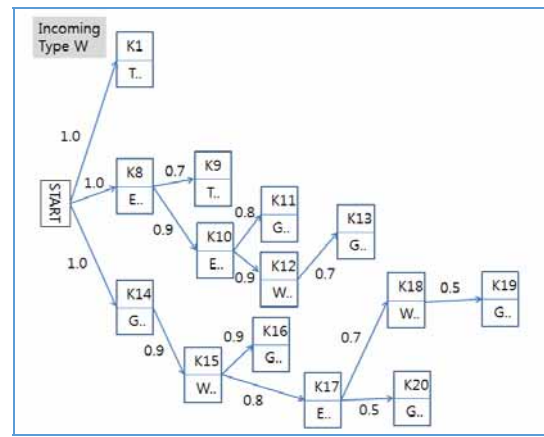 Incoming
Type W
K1
T..
1.0
START
1.0
K8
E..
0.7
K9
T..
0.9
K10
E..
0.8
K11
G..
0.9
K12
W..
0.7
K13
G..
1.0
K14
G..
0.9
K15
W..
0.9
K16
G..
0.8
K17
E..
0.7
K18
W..
0.5
K19
G..
0.5
K20
G..